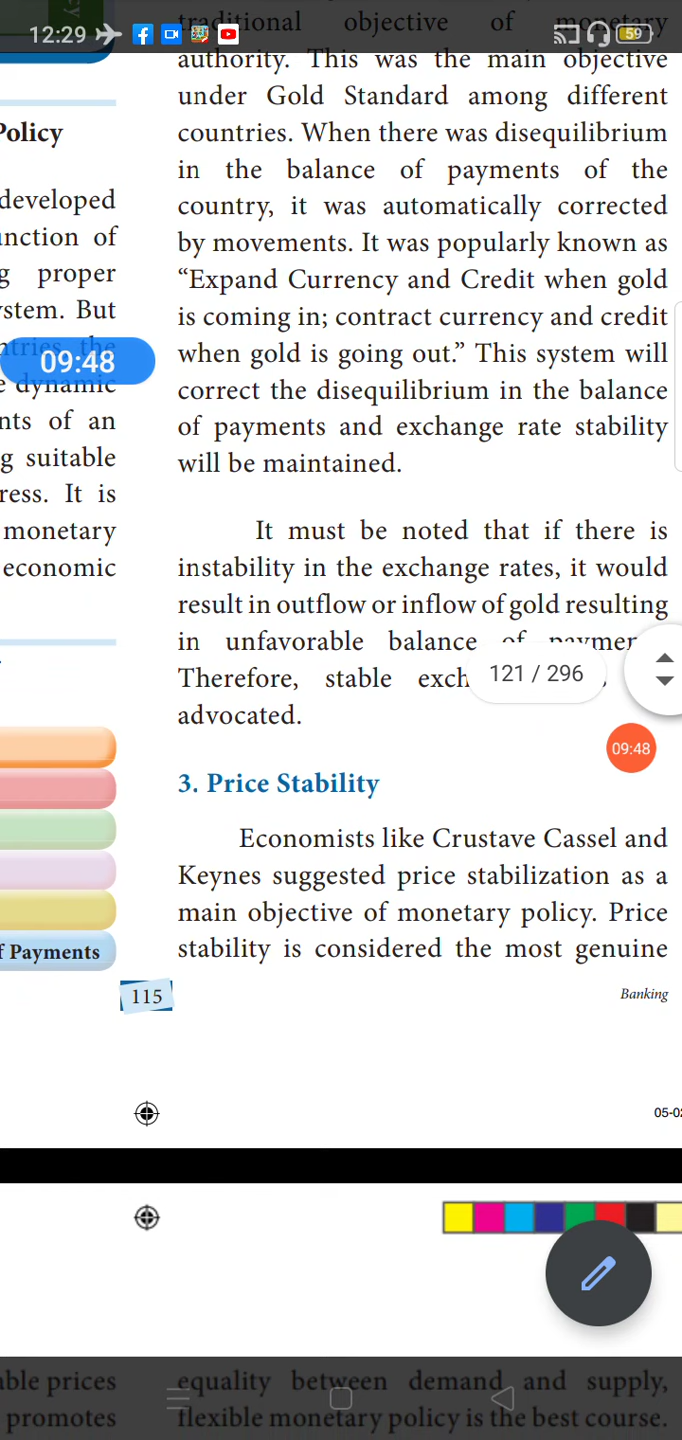 12:29
59
traditional objective of monetary
authority. This was the main objective
under Gold Standard among different
countries. When there was disequilibrium
in the balance of payments of the
country, it was automatically corrected
by movements. It was popularly known as
“Expand Currency and Credit when gold
is coming in; contract currency and credit
when gold is going out.” This system will
correct the disequilibrium in the balance
of payments and exchange rate stability
will be maintained.
It must be noted that if there is
instability in the exchange rates, it would
result in outflow or inflow of gold resulting
in unfavorable balance of
Therefore, stable
advocated.
3. Price Stability
Economists like Crustave Cassel and
Keynes suggested price stabilization as a
main objective of monetary policy. Price
stability is considered the most genuine
Policy
developed
of
g proper
But
the
09:48
dynamic
of an
g suitable
It is
monetary
economic
121 / 296
09:48
f Payments
115
Banking
05-02
prices
promotes
equality between demand and supply,
flexible monetary policy is the best course.